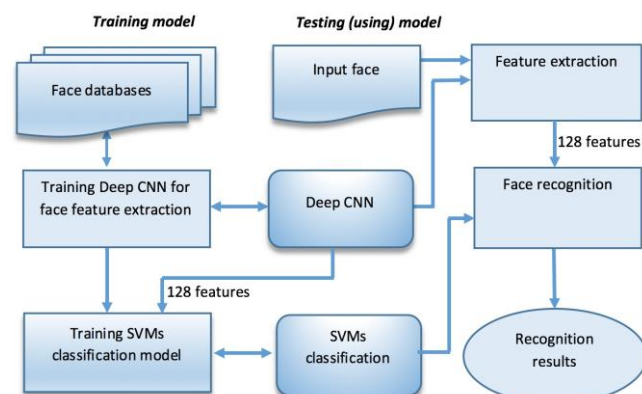 Training model
Testing (using) model
Face databases
Input face
Feature extraction
128 features
Training Deep CNN for
face feature extraction
Deep CNN
Face recognition
128 features
Training SVMs
classification model
SVMs
classification
Recognition
results